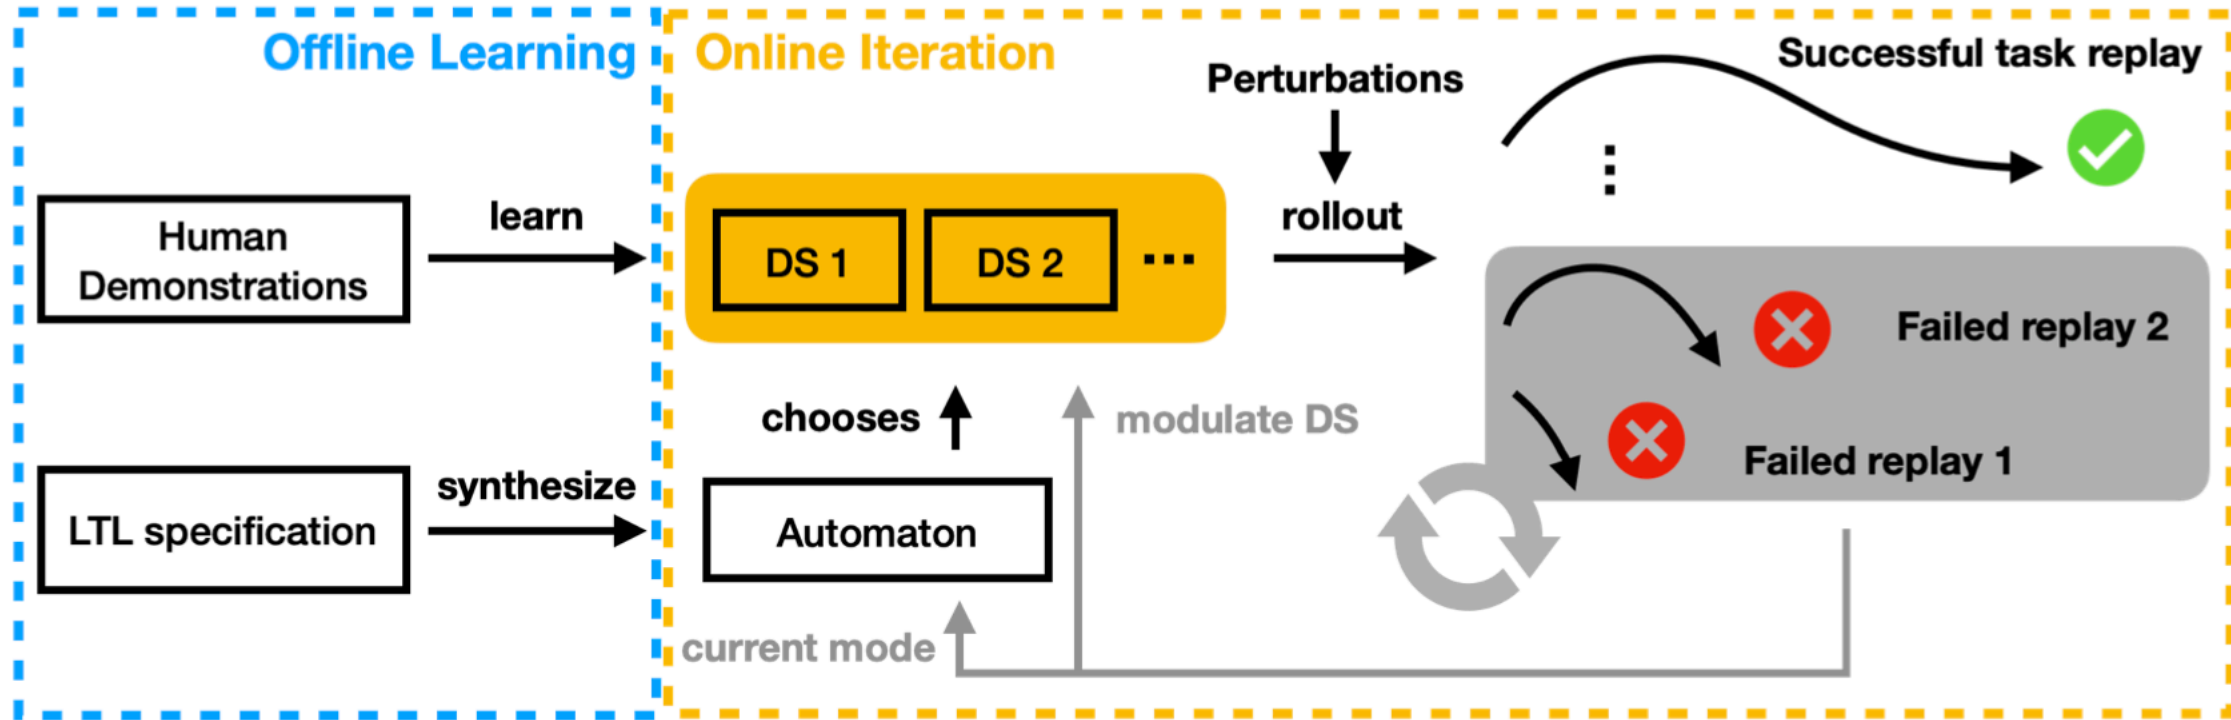 Offline Learning
Human
Demonstrations
learn
LTL specification
synthesize
Online Iteration
Perturbations
rollout
DS 1
DS 2
...
chooses
modulate DS
Automaton
current mode
Successful task replay
Failed replay 2
Failed replay 1